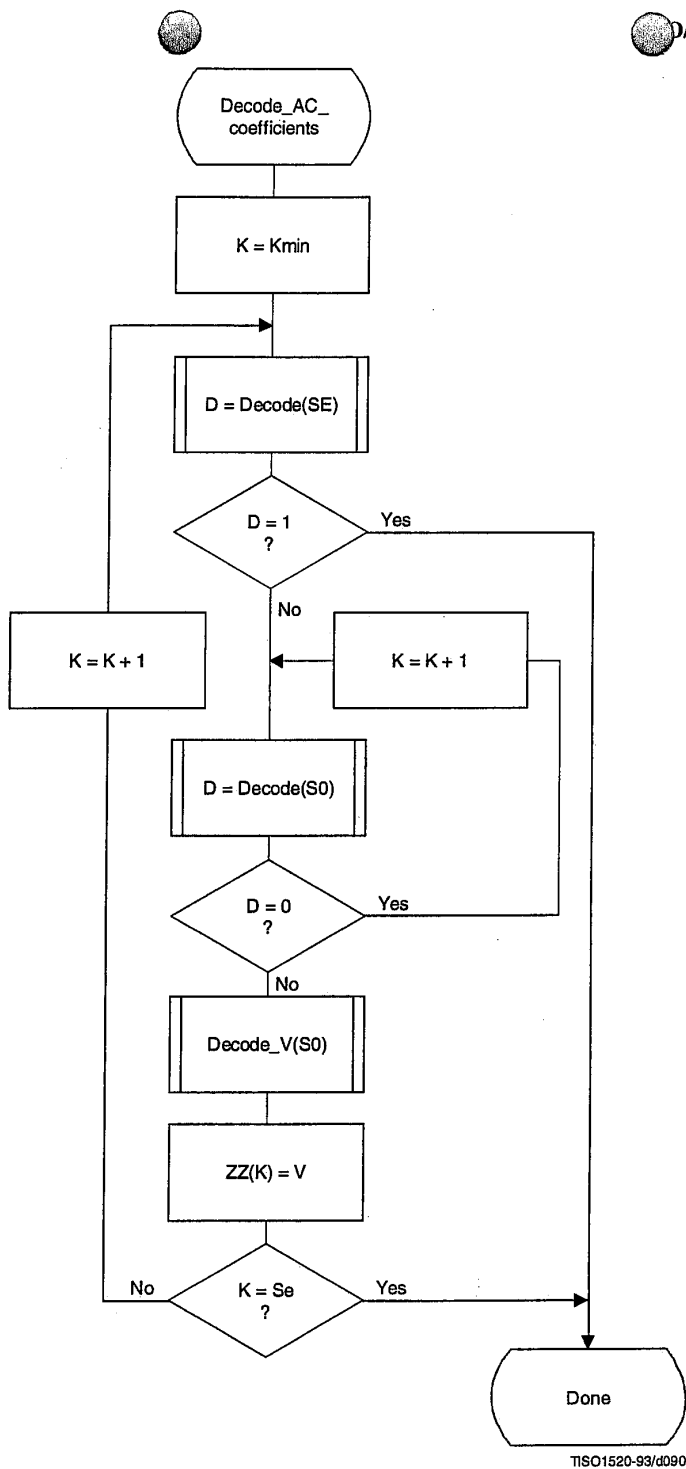 Decode_AC_
coefficients
K = Kmin
D = Decode(SE)
D = 1
?
Yes
No
K = K + 1
K = K + 1
D = Decode(S0)
D = 0
?
Yes
No
Decode_V(S0)
ZZ(K) = V
K = Se
?
No
Yes
Done
TISO1520-93/d090